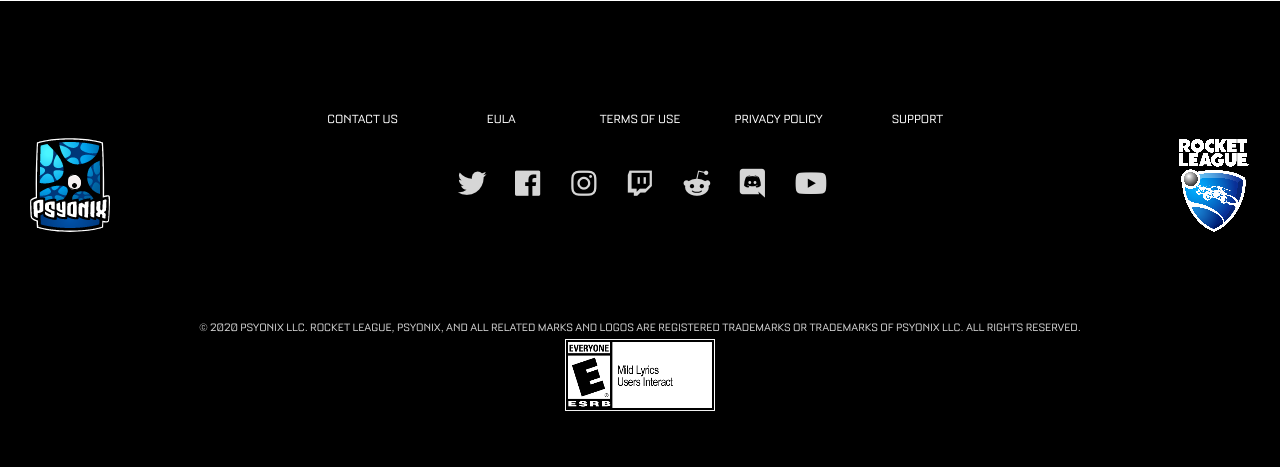 CONTACT US
EULA
TERMS OF USE
PRIVACY POLICY
SUPPORT
PSYONIX
ROCKET
LEAGUE
© 2020 PSYONIX LLC. ROCKET LEAGUE, PSYONIX, AND ALL RELATED MARKS AND LOGOS ARE REGISTERED TRADEMARKS OR TRADEMARKS OF PSYONIX LLC. ALL RIGHTS RESERVED.
EVERYONE
E
ESRB
Mild Lyrics
Users Interact